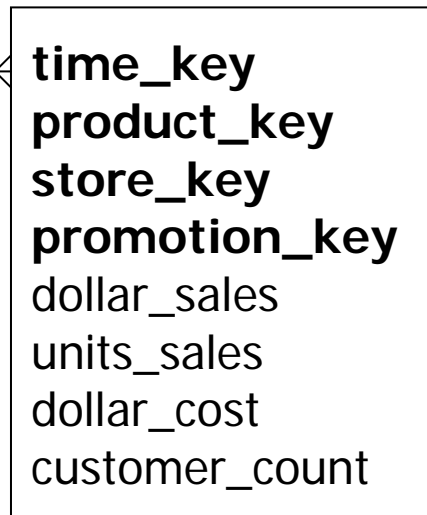 time_key
product_key
store_key
promotion_key
dollar_sales
units_sales
dollar_cost
customer_count